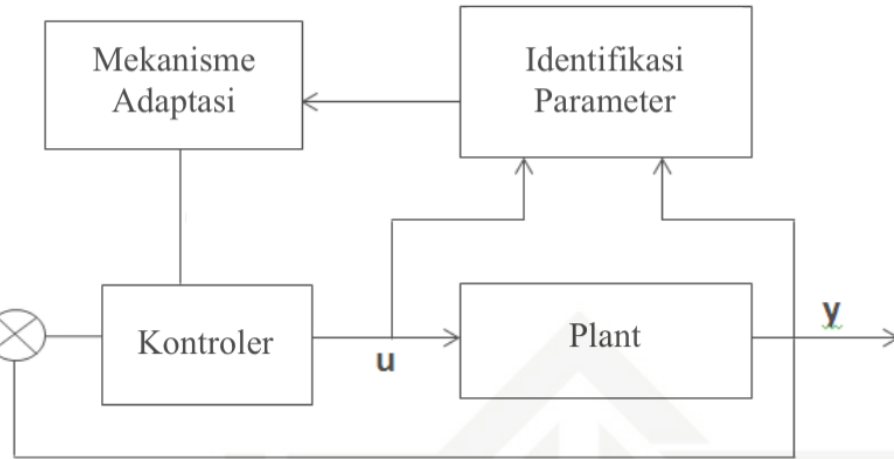 Mekanisme
Adaptasi
Identifikasi
Parameter
Kontroler
u
Plant
y